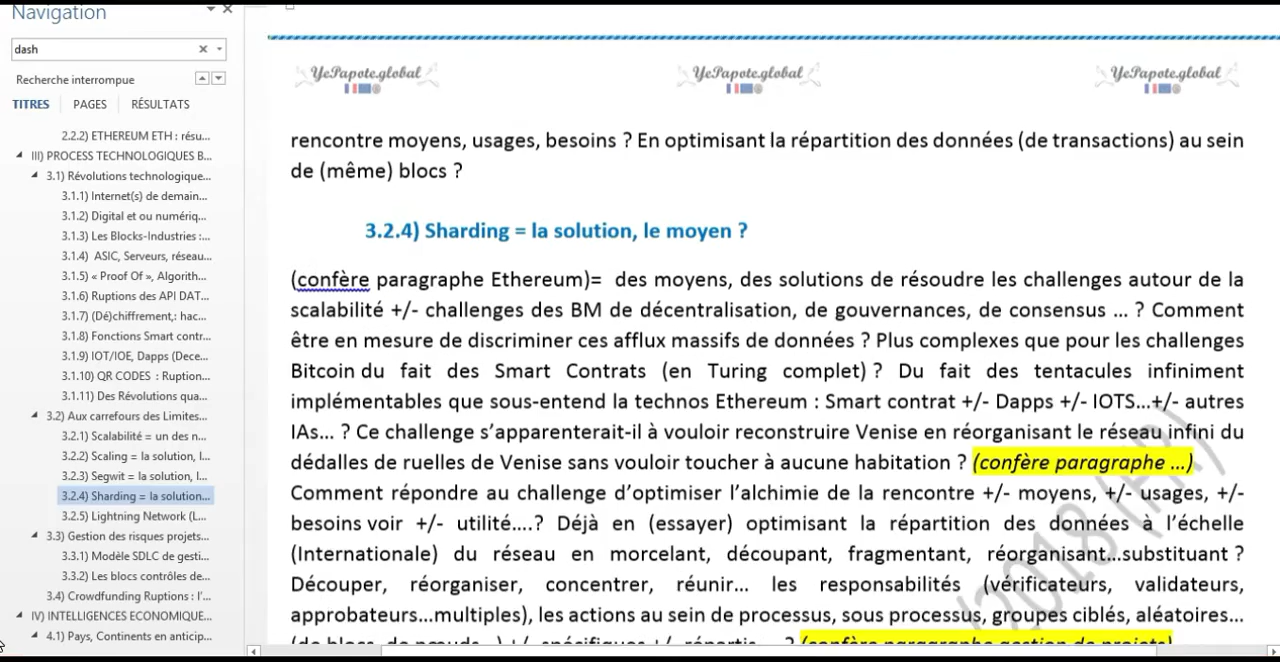 Navigation
dash
Recherche interrompue
TITRES PAGES RÉSULTATS
2.2.2) ETHEREUM ETH : résu...
III) PROCESS TECHNOLOGIQUES B...
3.1) Révolutions technologique...
3.1.1) Internet(s) de demain...
3.1.2) Digital et ou numériq...
3.1.3) Les Blocks-Industries :...
3.1.4) ASIC, Serveurs, réseau...
3.1.5) « Proof Of », Algorith...
3.1.6) Ruptions des API DAT...
3.1.7) (Dé)chiffrement,: hac...
3.1.8) Fonctions Smart contr...
3.1.9) IOT/IOE, Dapps (Dece...
3.1.10) QR CODES : Ruption...
3.1.11) Des Révolutions qua...
3.2) Aux carrefours des Limites...
3.2.1) Scalabilité = un des n...
3.2.2) Scaling = la solution, l...
3.2.3) Segwit = la solution, l...
3.2.4) Sharding = la solution...
3.2.5) Lightning Network (L...
3.3) Gestion des risques projets...
3.3.1) Modèle SDLC de gesti...
3.3.2) Les blocs contrôles de...
3.4) Crowdfunding Ruptions : l'...
IV) INTELLIGENCES ECONOMIQUE...
4.1) Pays, Continents en anticip...
YePapote.global YePapote.global YePapote.global
rencontre moyens, usages, besoins ? En optimisant la répartition des données (de transactions) au sein
de (même) blocs ?
3.2.4) Sharding = la solution, le moyen ?
(confère paragraphe Ethereum)= des moyens, des solutions de résoudre les challenges autour de la
scalabilité +/- challenges des BM de décentralisation, de gouvernances, de consensus ... ? Comment
être en mesure de discriminer ces afflux massifs de données ? Plus complexes que pour les challenges
Bitcoin du fait des Smart Contrats (en Turing complet) ? Du fait des tentacules infiniment
implémentables que sous-entend la technos Ethereum : Smart contrat +/- Dapps +/- IOTS...+/- autres
IAs... ? Ce challenge s'apparenterait-il à vouloir reconstruire Venise en réorganisant le réseau infini du
dédalles de ruelles de Venise sans vouloir toucher à aucune habitation ? (confère paragraphe ...)
Comment répondre au challenge d'optimiser l'alchimie de la rencontre +/- moyens, +/- usages, +/-
besoins voir +/- utilité....? Déjà en (essayer) optimisant la répartition des données à l'échelle
(Internationale) du réseau en morcelant, découpant, fragmentant, réorganisant...substituant ?
Découper, réorganiser, concentrer, réunir... les responsabilités (vérificateurs, validateurs,
approbateurs...multiples), les actions au sein de processus, sous processus, groupes ciblés, aléatoires...
(de blocs, de nœuds...) +/- spécifiques +/- répartis ... ? (confère paragraphe gestion de projets)